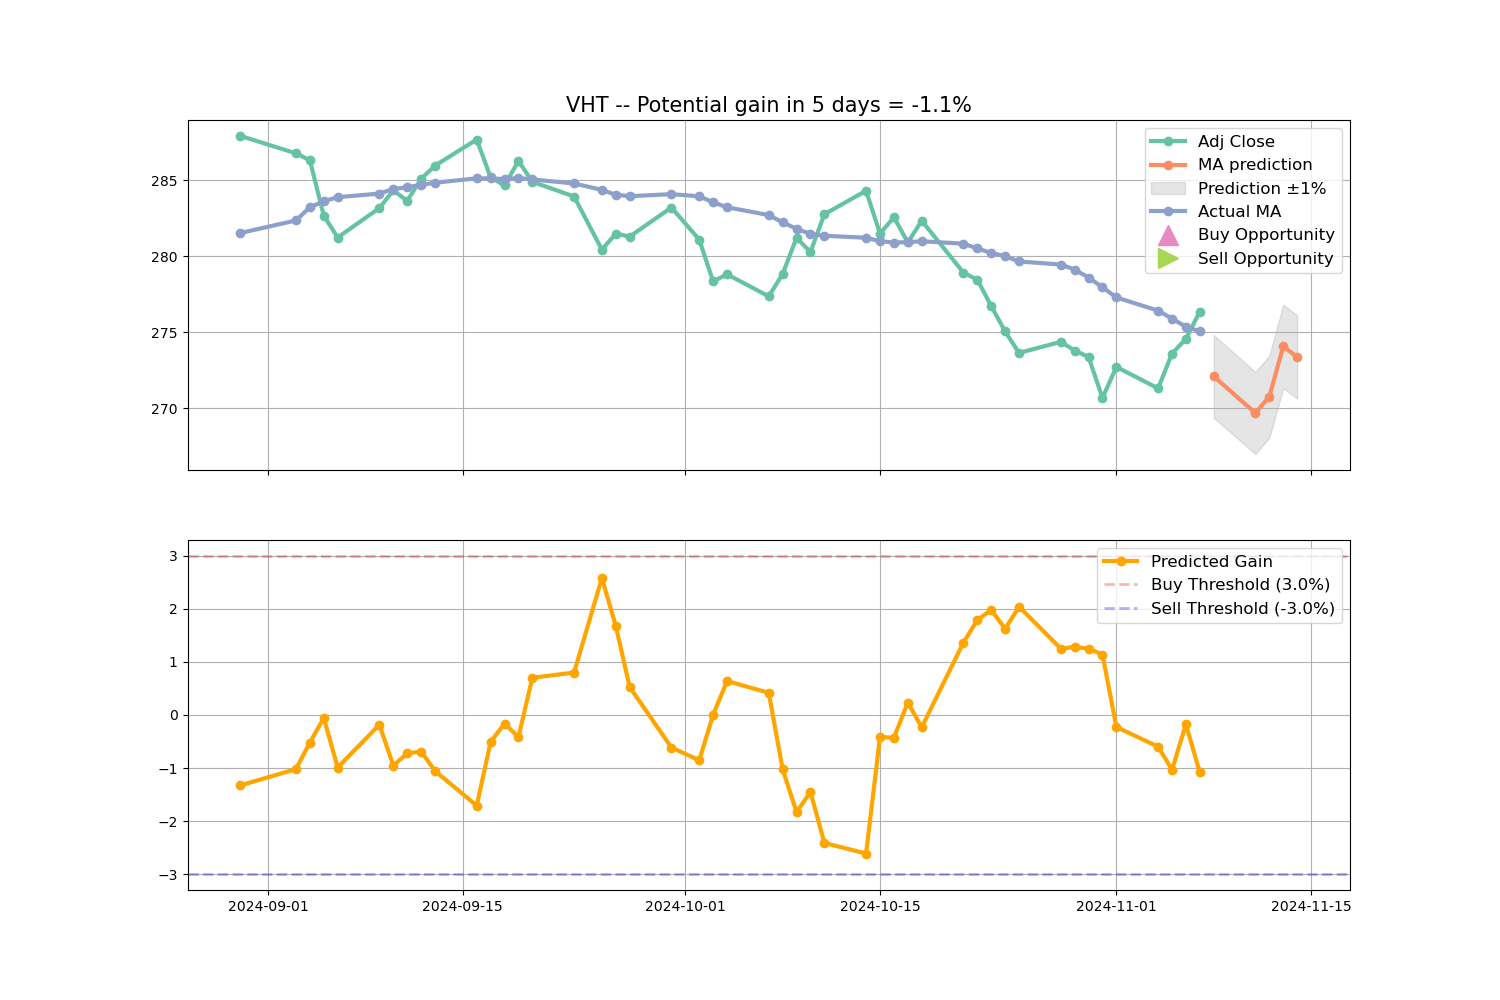 VHT -- Potential gain in 5 days = -1.1%
Adj Close
MA prediction
Prediction ±1%
Actual MA
Buy Opportunity
Sell Opportunity
285
280
275
270
Predicted Gain
Buy Threshold (3.0%)
Sell Threshold (-3.0%)
3
2
1
0
−1
−2
−3
2024-09-01
2024-09-15
2024-10-01
2024-10-15
2024-11-01
2024-11-15